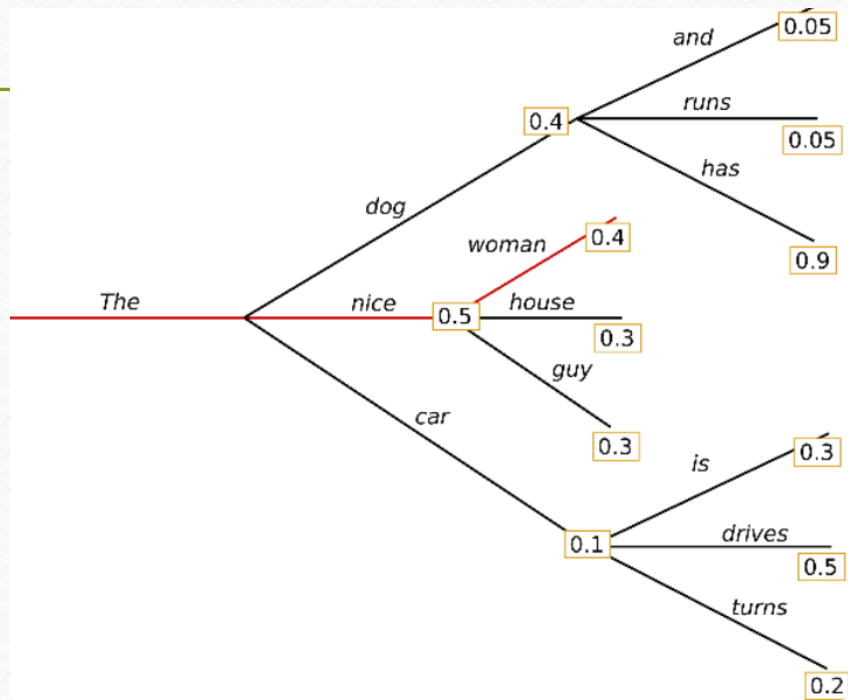 and
0.05
runs
0.4
0.05
has
dog
woman
0.4
0.9
The
nice
house
0.5
0.3
guy
car
0.3
is
0.3
drives
0.1
0.5
turns
0.2